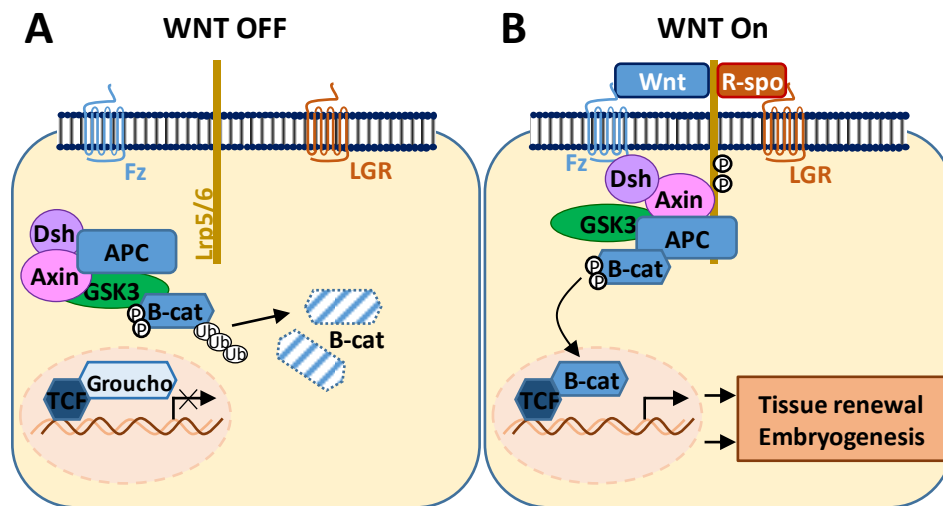 A
WNT OFF
Fz
LGR
Lrp5/6
Dsh
APC
Axin
GSK3
P
P
B-cat
Ub
Ub
Ub
B-cat
Groucho
TCF
B
WNT On
Wnt
R-spo
Fz
LGR
P
P
Dsh
Axin
GSK3
APC
P
P
B-cat
B-cat
TCF
Tissue renewal
Embryogenesis